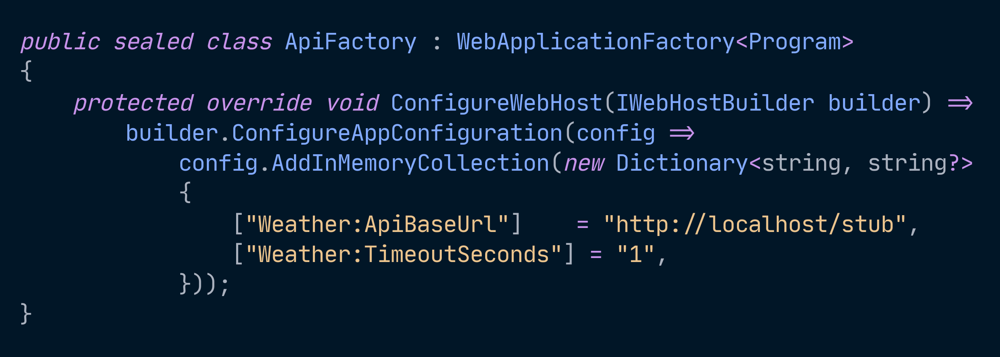 public sealed class ApiFactory : WebApplicationFactory<Program>
{
    protected override void ConfigureWebHost(IWebHostBuilder builder) =>
        builder.ConfigureAppConfiguration(config =>
            config.AddInMemoryCollection(new Dictionary<string, string?>
            {
                ["Weather:ApiBaseUrl"]    = "http://localhost/stub",
                ["Weather:TimeoutSeconds"] = "1",
            }));
}